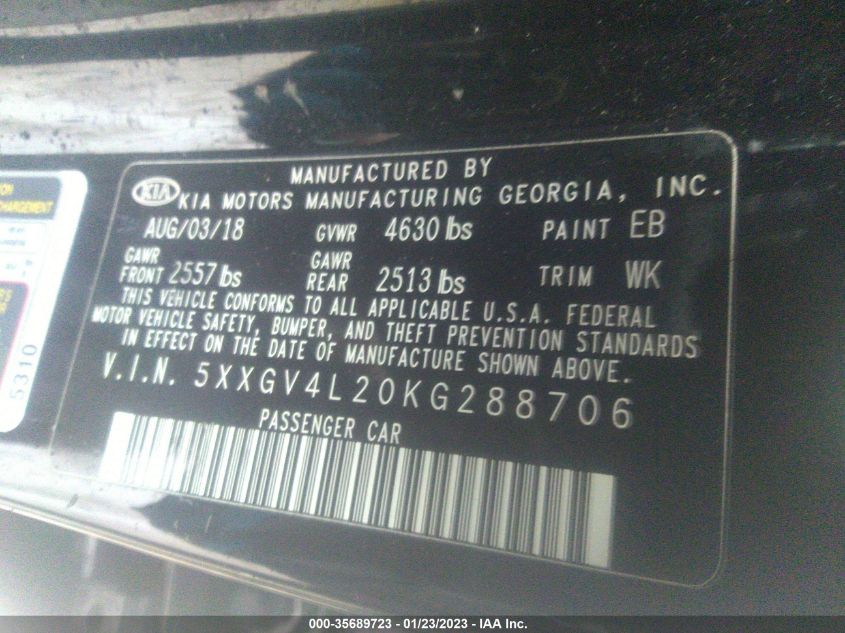 MANUFACTURED BY
KIA
KIA MOTORS MANUFACTURING GEORGIA, INC.
AUG/03/18 GVWR 4630 lbs PAINT EB
GAWR FRONT 2557 lbs GAWR REAR 2513 lbs TRIM WK
THIS VEHICLE CONFORMS TO ALL APPLICABLE U.S.A. FEDERAL
MOTOR VEHICLE SAFETY, BUMPER, AND THEFT PREVENTION STANDARDS
IN EFFECT ON THE DATE OF MANUFACTURE SHOWN ABOVE.
V.I.N. 5XXGV4L20KG288706
PASSENGER CAR
5310
000-35689723 - 01/23/2023 - IAA Inc.